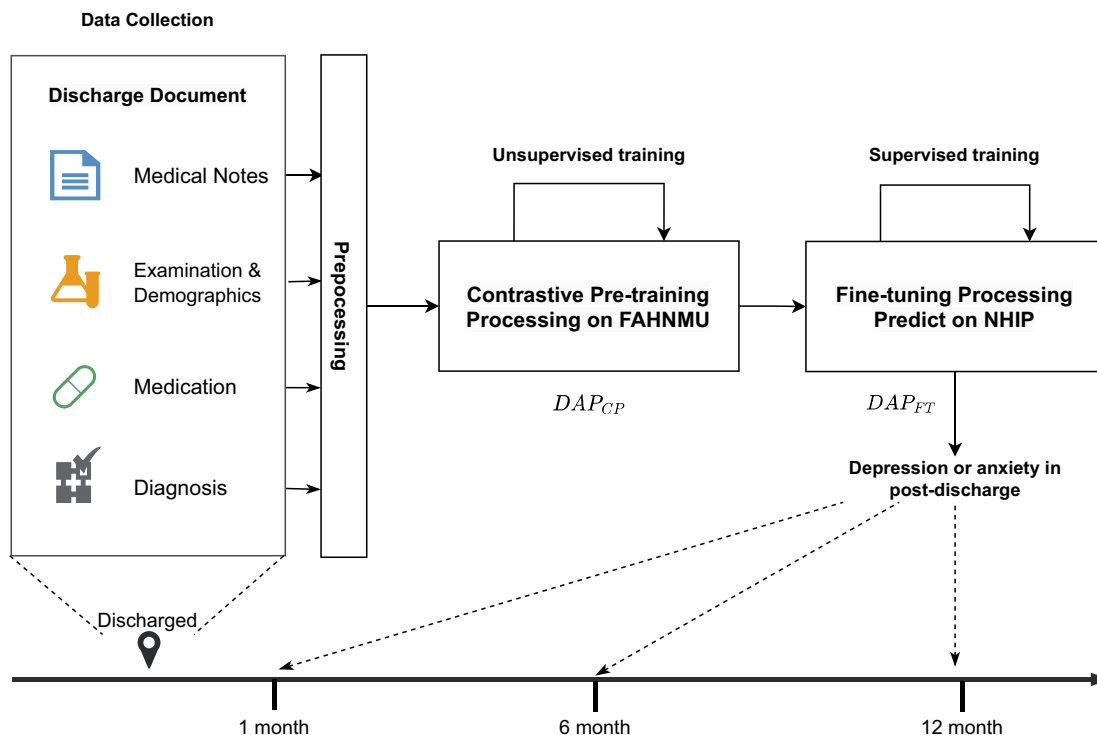 Data Collection
Discharge Document
Medical Notes
Examination &
Demographics
Medication
Diagnosis
Prepocessing
Unsupervised training
Contrastive Pre-training
Processing on FAHNMU
DAP_CP
Supervised training
Fine-tuning Processing
Predict on NHIP
DAP_FT
Depression or anxiety in
post-discharge
Discharged
1 month
6 month
12 month